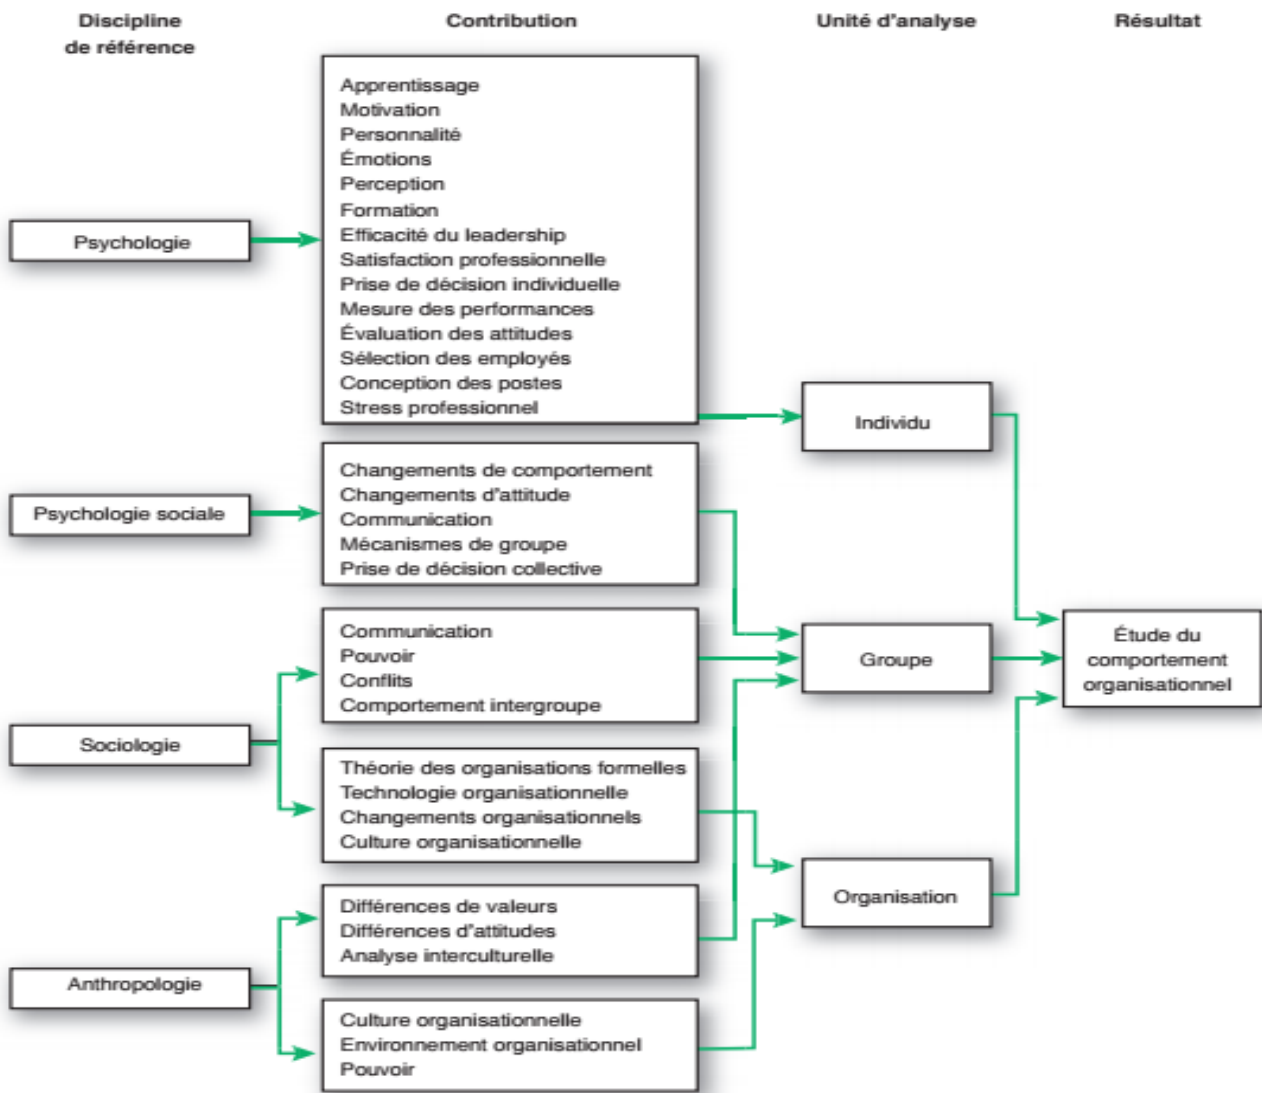 Discipline
de référence
Contribution
Unité d'analyse
Résultat
Psychologie
Apprentissage
Motivation
Personnalité
Émotions
Perception
Formation
Efficacité du leadership
Satisfaction professionnelle
Prise de décision individuelle
Mesure des performances
Évaluation des attitudes
Sélection des employés
Conception des postes
Stress professionnel
Individu
Psychologie sociale
Changements de comportement
Changements d'attitude
Communication
Mécanismes de groupe
Prise de décision collective
Sociologie
Communication
Pouvoir
Conflits
Comportement intergroupe
Groupe
Étude du
comportement
organisationnel
Théorie des organisations formelles
Technologie organisationnelle
Changements organisationnels
Culture organisationnelle
Organisation
Anthropologie
Différences de valeurs
Différences d'attitudes
Analyse interculturelle
Culture organisationnelle
Environnement organisationnel
Pouvoir